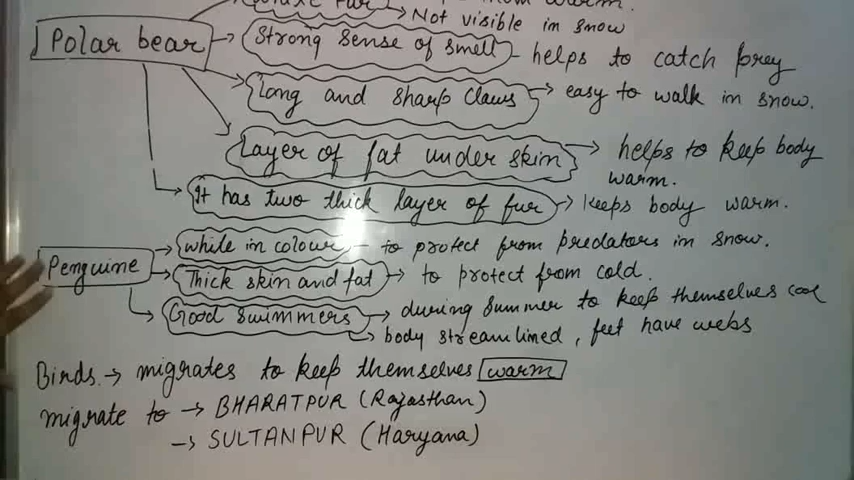 warm.
Not visible in snow
Polar bear
Strong sense of smell - helps to catch prey
Long and sharp claws → easy to walk in snow.
Layer of fat under skin → helps to keep body
warm.
It has two thick layer of fur → keeps body warm.
while in colour - to protect from predators in snow.
Penguine
Thick skin and fat → to protect from cold.
Good swimmers → during summer to keep themselves cool
→ body streamlined, feet have webs
Birds → migrates to keep themselves warm
migrate to → BHARATPUR (Rajasthan)
→ SULTANPUR (Haryana)